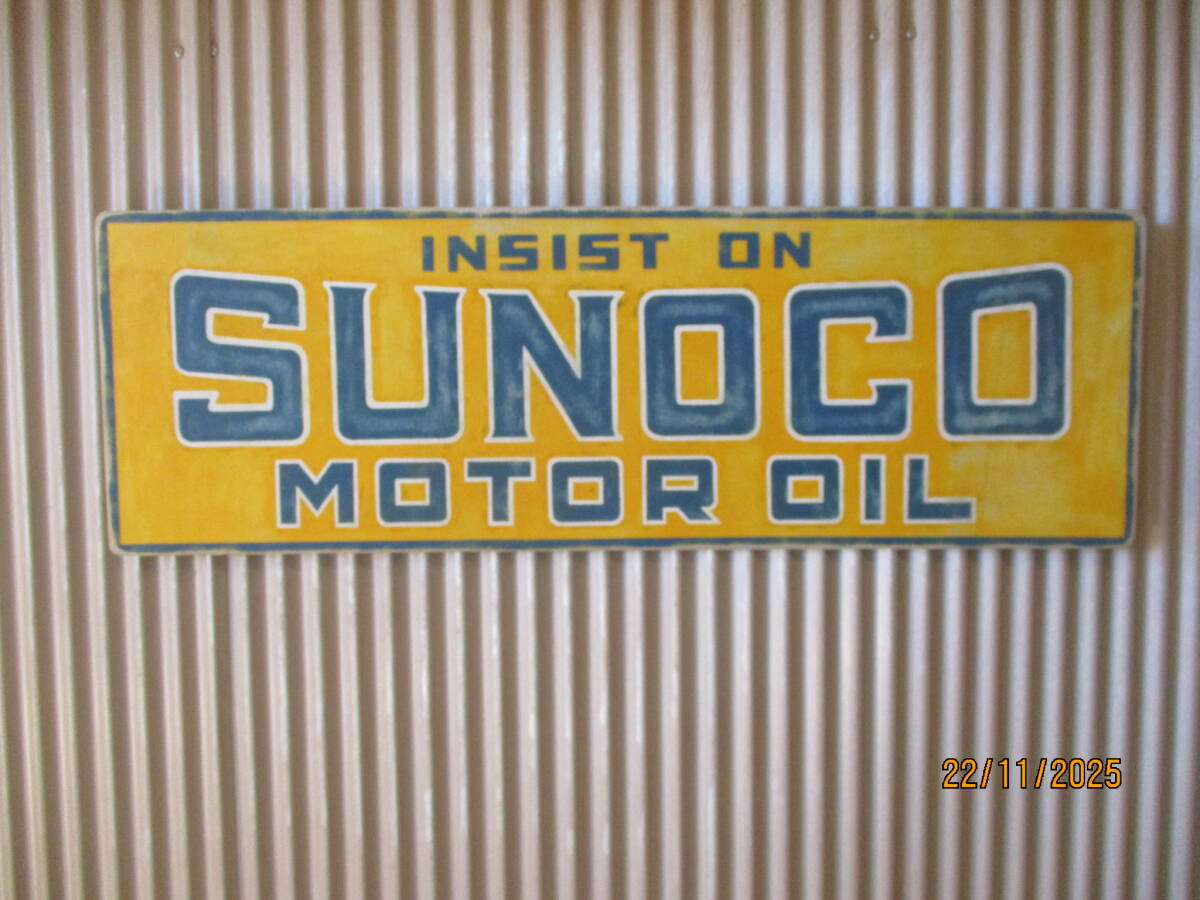 INSIST ON
SUNOCO
MOTOR OIL
22/11/2025